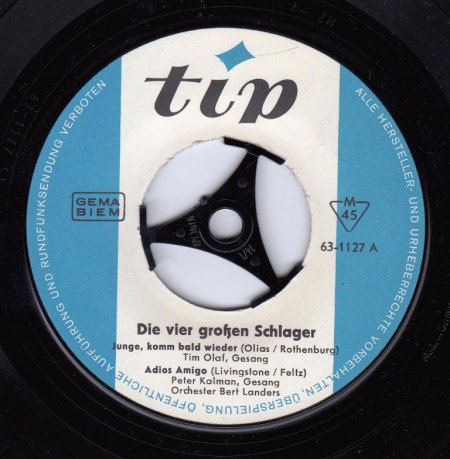 tip
ALLE HERSTELLER- UND URHEBERRECHTE VORBEHALTEN, ÜBERSPIELUNG, ÖFFENTLICHE AUFFÜHRUNG UND RUNDFUNKSENDUNG VERBOTEN
GEMA
BIEM
M
45
63-1127 A
Die vier großen Schlager
Junge, komm bald wieder (Olias / Rothenburg)
Tim Olaf, Gesang
Adios Amigo (Livingstone / Feltz)
Peter Kalman, Gesang
Orchester Bert Landers